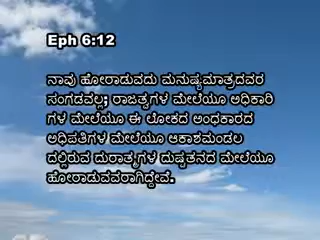 Eph 6:12
ನಾವು ಹೋರಾಡುವದು ಮನುಷ್ಯಮಾತ್ರದವರ
ಸಂಗಡವಲ್ಲ; ರಾಜತ್ವಗಳ ಮೇಲೆಯೂ ಅಧಿಕಾರಿ
ಗಳ ಮೇಲೆಯೂ ಈ ಲೋಕದ ಅಂಧಕಾರದ
ಅಧಿಪತಿಗಳ ಮೇಲೆಯೂ ಆಕಾಶಮಂಡಲ
ದಲ್ಲಿರುವ ದುರಾತ್ಮಗಳ ದುಷ್ಟತನದ ಮೇಲೆಯೂ
ಹೋರಾಡುವವರಾಗಿದ್ದೇವೆ.